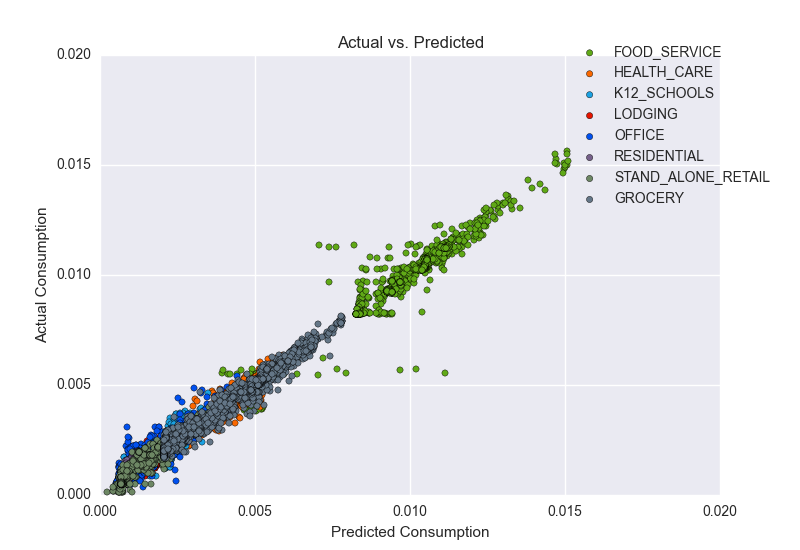 Actual vs. Predicted
0.020
0.015
0.010
0.005
0.000
Actual Consumption
FOOD_SERVICE
HEALTH_CARE
K12_SCHOOLS
LODGING
OFFICE
RESIDENTIAL
STAND_ALONE_RETAIL
GROCERY
0.000 0.005 0.010 0.015 0.020
Predicted Consumption